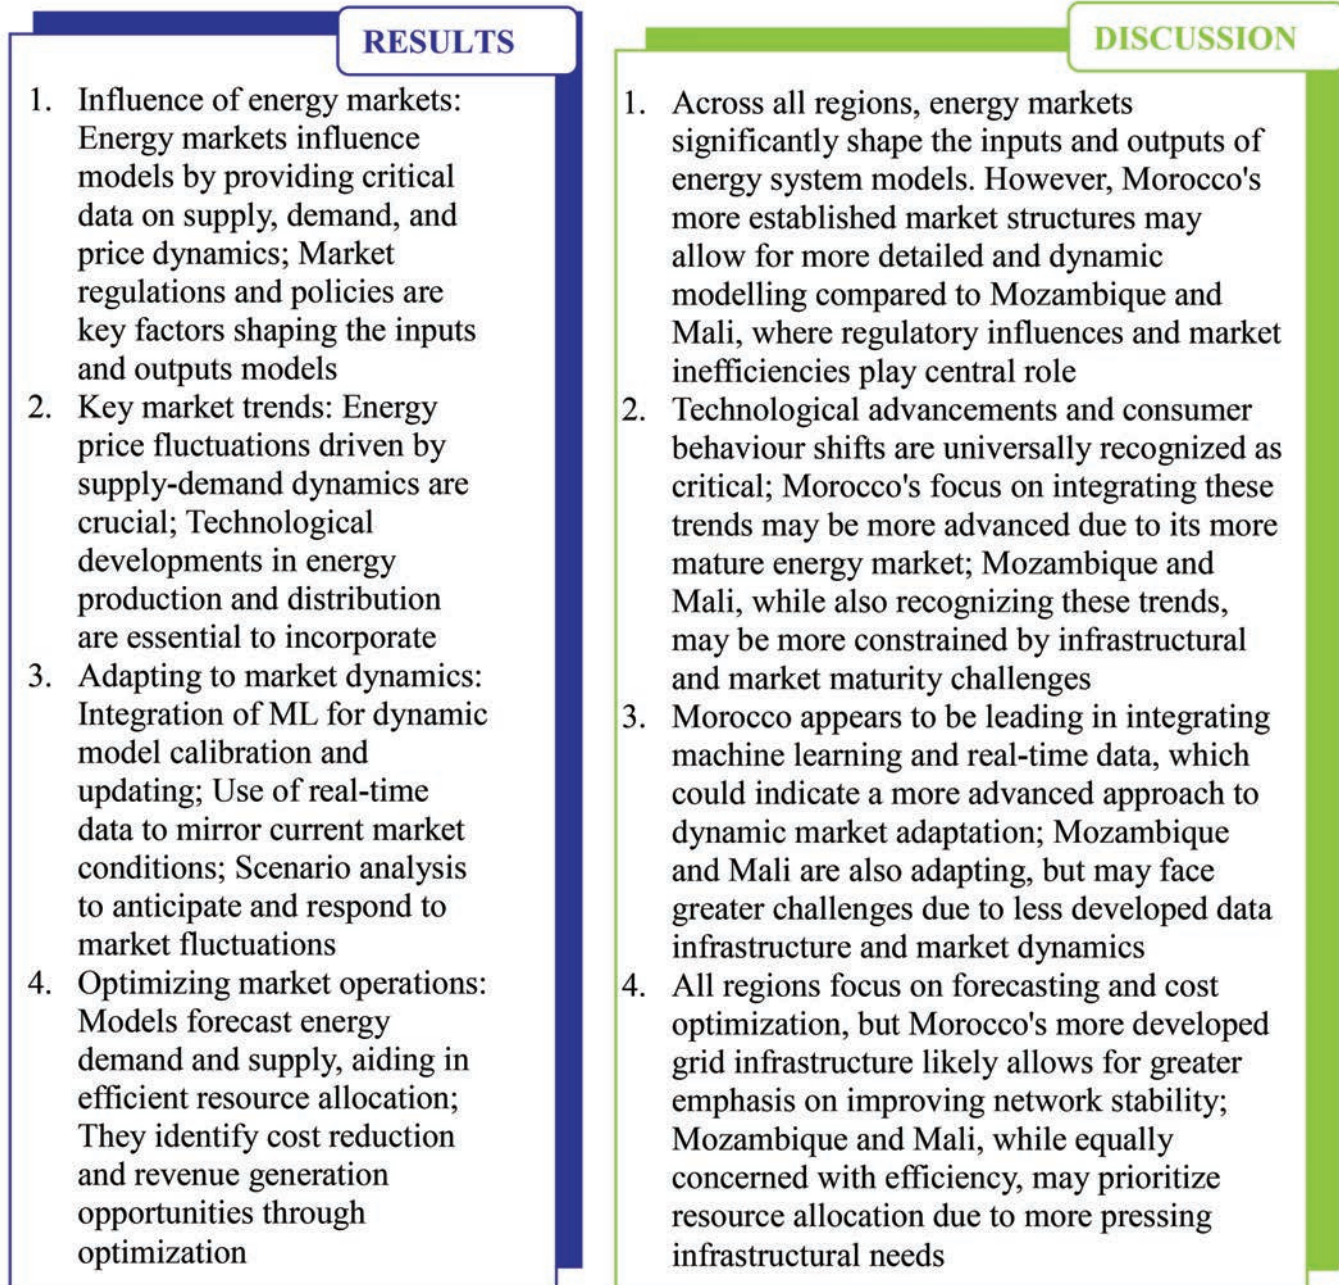 RESULTS
1. Influence of energy markets:
Energy markets influence
models by providing critical
data on supply, demand, and
price dynamics; Market
regulations and policies are
key factors shaping the inputs
and outputs models
2. Key market trends: Energy
price fluctuations driven by
supply-demand dynamics are
crucial; Technological
developments in energy
production and distribution
are essential to incorporate
3. Adapting to market dynamics:
Integration of ML for dynamic
model calibration and
updating; Use of real-time
data to mirror current market
conditions; Scenario analysis
to anticipate and respond to
market fluctuations
4. Optimizing market operations:
Models forecast energy
demand and supply, aiding in
efficient resource allocation;
They identify cost reduction
and revenue generation
opportunities through
optimization
DISCUSSION
1. Across all regions, energy markets
significantly shape the inputs and outputs of
energy system models. However, Morocco's
more established market structures may
allow for more detailed and dynamic
modelling compared to Mozambique and
Mali, where regulatory influences and market
inefficiencies play central role
2. Technological advancements and consumer
behaviour shifts are universally recognized as
critical; Morocco's focus on integrating these
trends may be more advanced due to its more
mature energy market; Mozambique and
Mali, while also recognizing these trends,
may be more constrained by infrastructural
and market maturity challenges
3. Morocco appears to be leading in integrating
machine learning and real-time data, which
could indicate a more advanced approach to
dynamic market adaptation; Mozambique
and Mali are also adapting, but may face
greater challenges due to less developed data
infrastructure and market dynamics
4. All regions focus on forecasting and cost
optimization, but Morocco's more developed
grid infrastructure likely allows for greater
emphasis on improving network stability;
Mozambique and Mali, while equally
concerned with efficiency, may prioritize
resource allocation due to more pressing
infrastructural needs